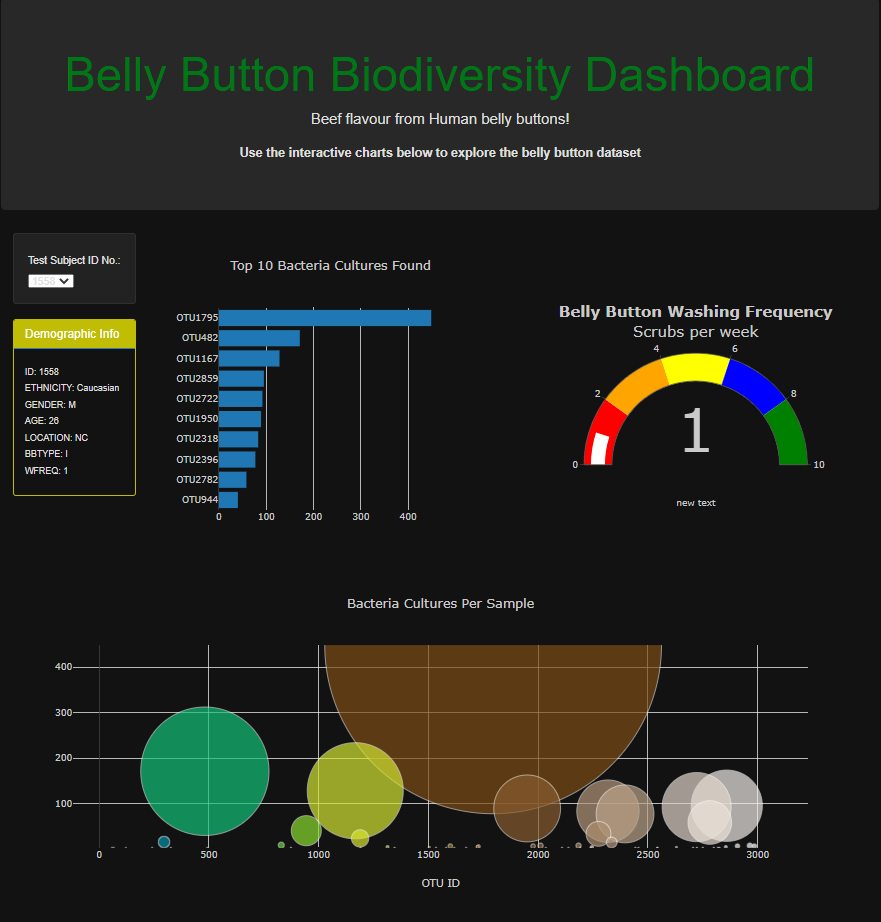 Belly Button Biodiversity Dashboard
Beef flavour from Human belly buttons!
Use the interactive charts below to explore the belly button dataset
Test Subject ID No.:
1558
Demographic Info
ID: 1558
ETHNICITY: Caucasian
GENDER: M
AGE: 26
LOCATION: NC
BBTYPE: I
WFREQ: 1
Top 10 Bacteria Cultures Found
OTU1795
OTU482
OTU1167
OTU2859
OTU2722
OTU1950
OTU2318
OTU2396
OTU2782
OTU944
0 100 200 300 400
Belly Button Washing Frequency
Scrubs per week
4 6
2 8
1
0 10
new text
Bacteria Cultures Per Sample
400
300
200
100
0 500 1000 1500 2000 2500 3000
OTU ID